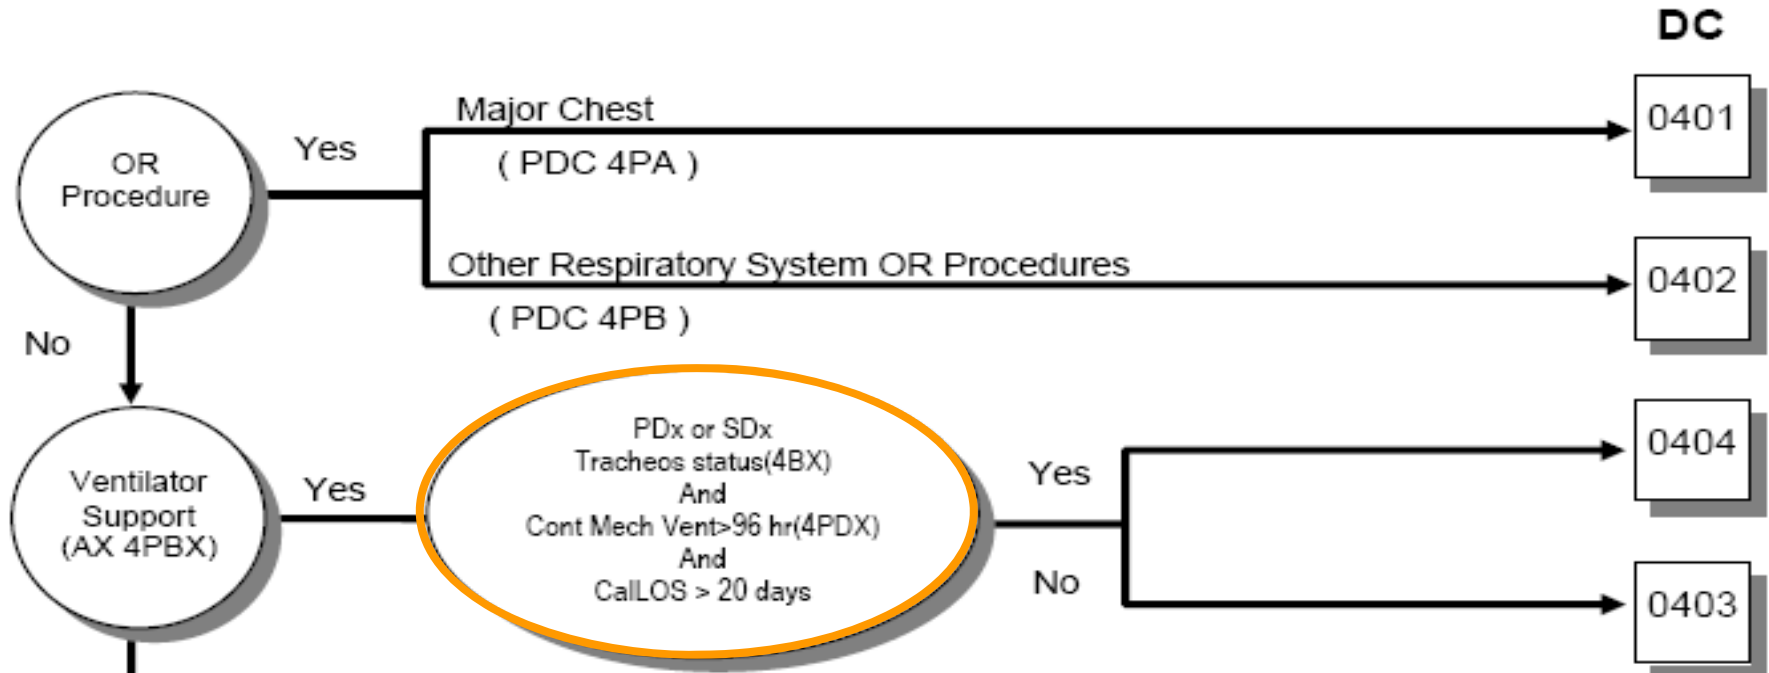 DC
Major Chest
0401
Yes
OR
Procedure
( PDC 4PA )
Other Respiratory System OR Procedures
0402
( PDC 4PB )
No
PDx or SDx
Tracheos status(4BX)
And
Cont Mech Vent>96 hr(4PDX)
And
CalLOS > 20 days
0404
Yes
Ventilator
Support
(AX 4PBX)
Yes
No
0403